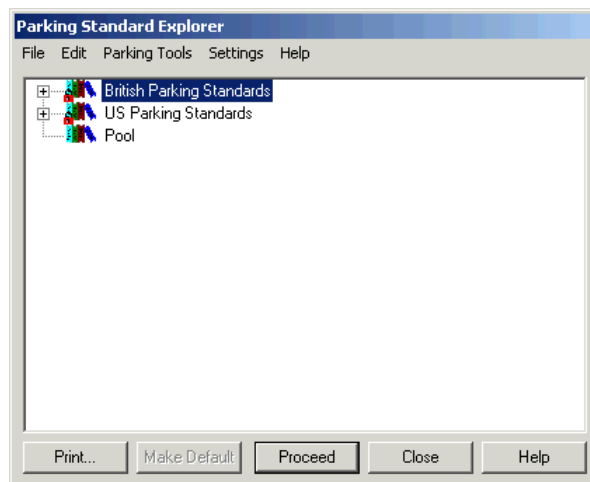 Parking Standard Explorer
File Edit Parking Tools Settings Help
British Parking Standards
US Parking Standards
Pool
Print... Make Default Proceed Close Help